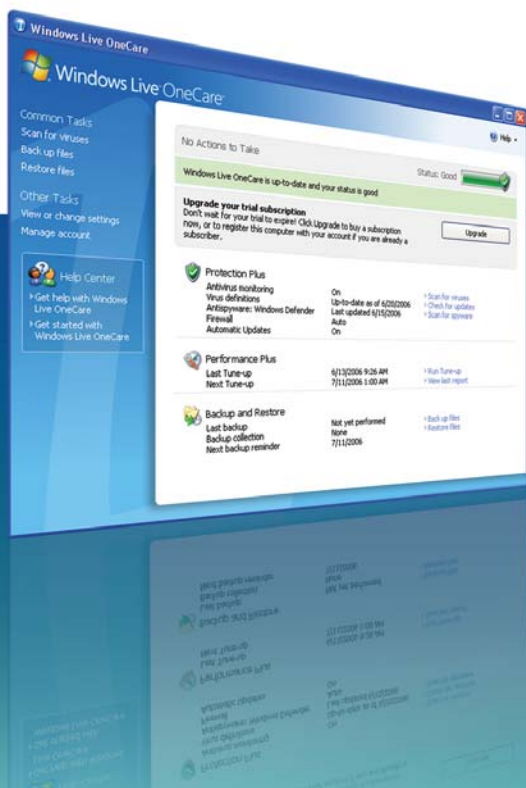 Windows Live OneCare
Windows Live OneCare
Help
Common Tasks
Scan for viruses
Back up files
Restore files
Other Tasks
View or change settings
Manage account
Help Center
Get help with Windows
Live OneCare
Get started with
Windows Live OneCare
No Actions to Take
Status: Good
Windows Live OneCare is up-to-date and your status is good
Upgrade your trial subscription
Don't wait for your trial to expire! Click Upgrade to buy a subscription
now, or to register this computer with your account if you are already a
subscriber.
Upgrade
Protection Plus
Antivirus monitoring On
Virus definitions Up-to-date as of 6/20/2006 Scan for viruses
Antispyware: Windows Defender Last updated 6/15/2006 Check for updates
Firewall Auto Scan for spyware
Automatic Updates On
Performance Plus
Last Tune-up 6/13/2006 9:26 AM Run Tune-up
Next Tune-up 7/11/2006 1:00 AM View last report
Backup and Restore
Last backup Not yet performed Back up files
Backup collection None Restore files
Next backup reminder 7/11/2006